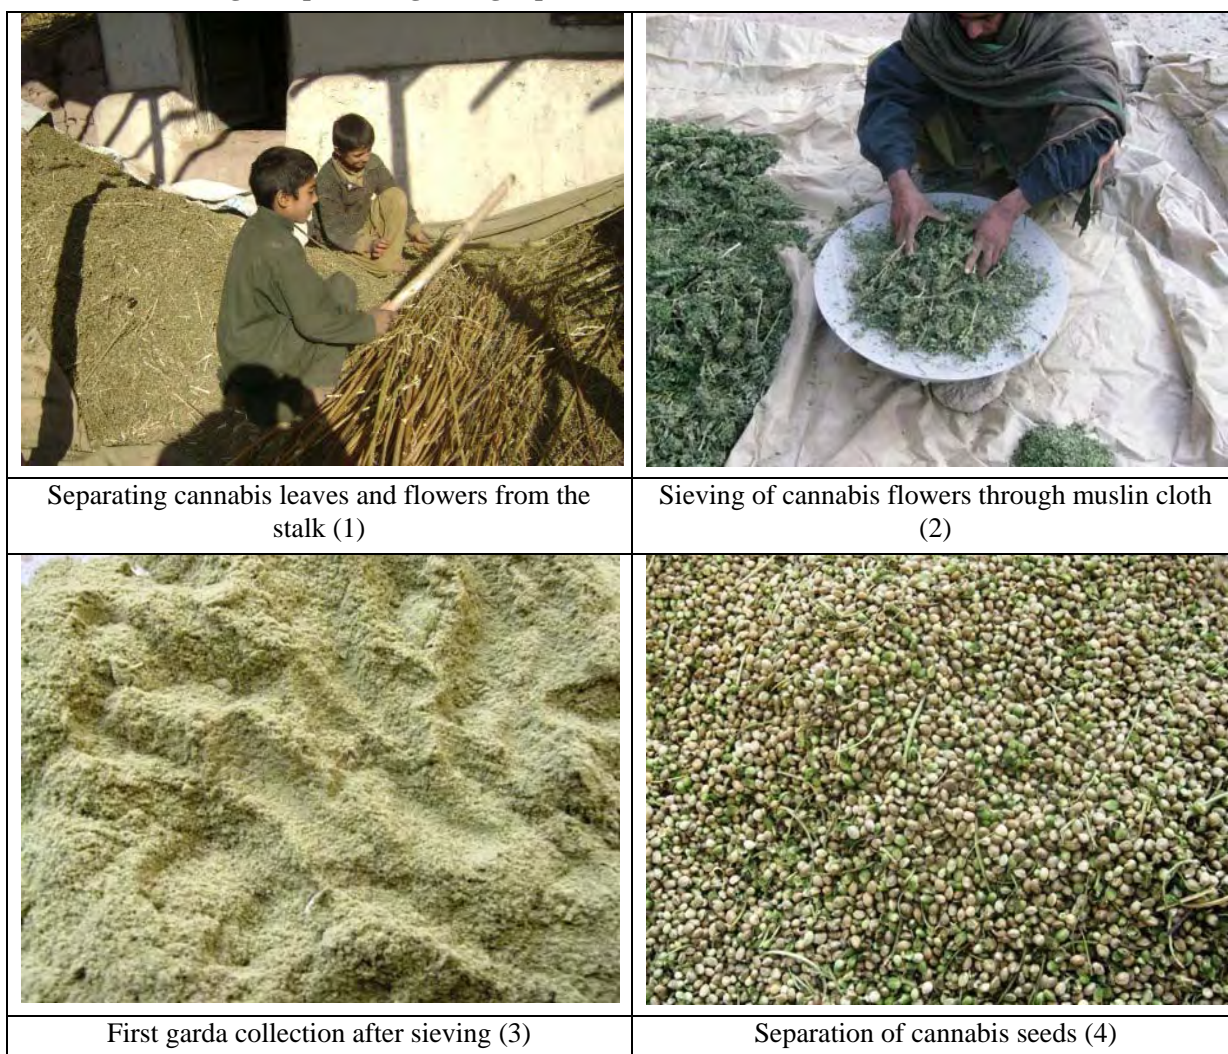 Separating cannabis leaves and flowers from the
stalk (1)
Sieving of cannabis flowers through muslin cloth
(2)
First garda collection after sieving (3)
Separation of cannabis seeds (4)